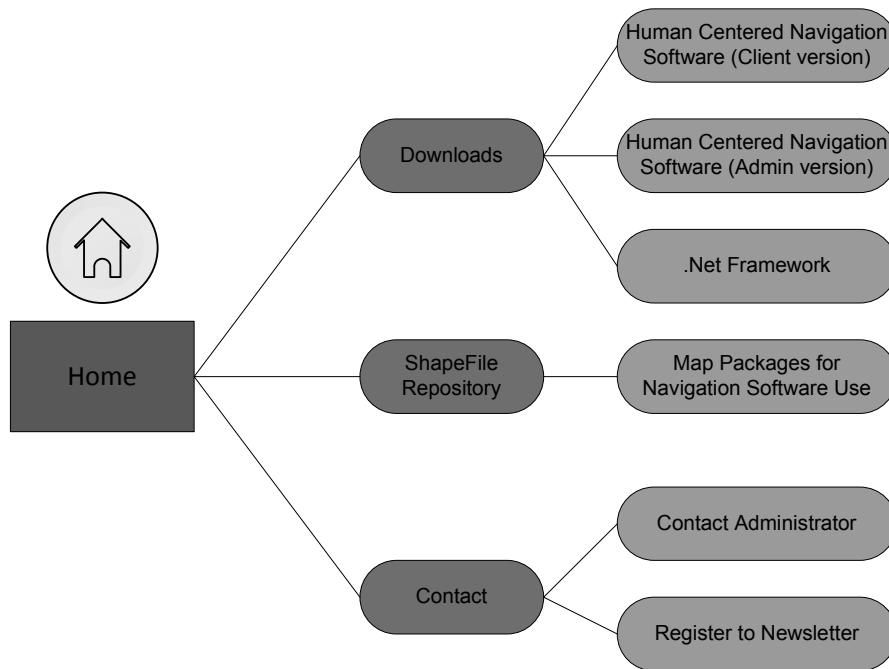 Human Centered Navigation
Software (Client version)
Downloads
Human Centered Navigation
Software (Admin version)
.Net Framework
Home
ShapeFile
Repository
Map Packages for
Navigation Software Use
Contact Administrator
Contact
Register to Newsletter